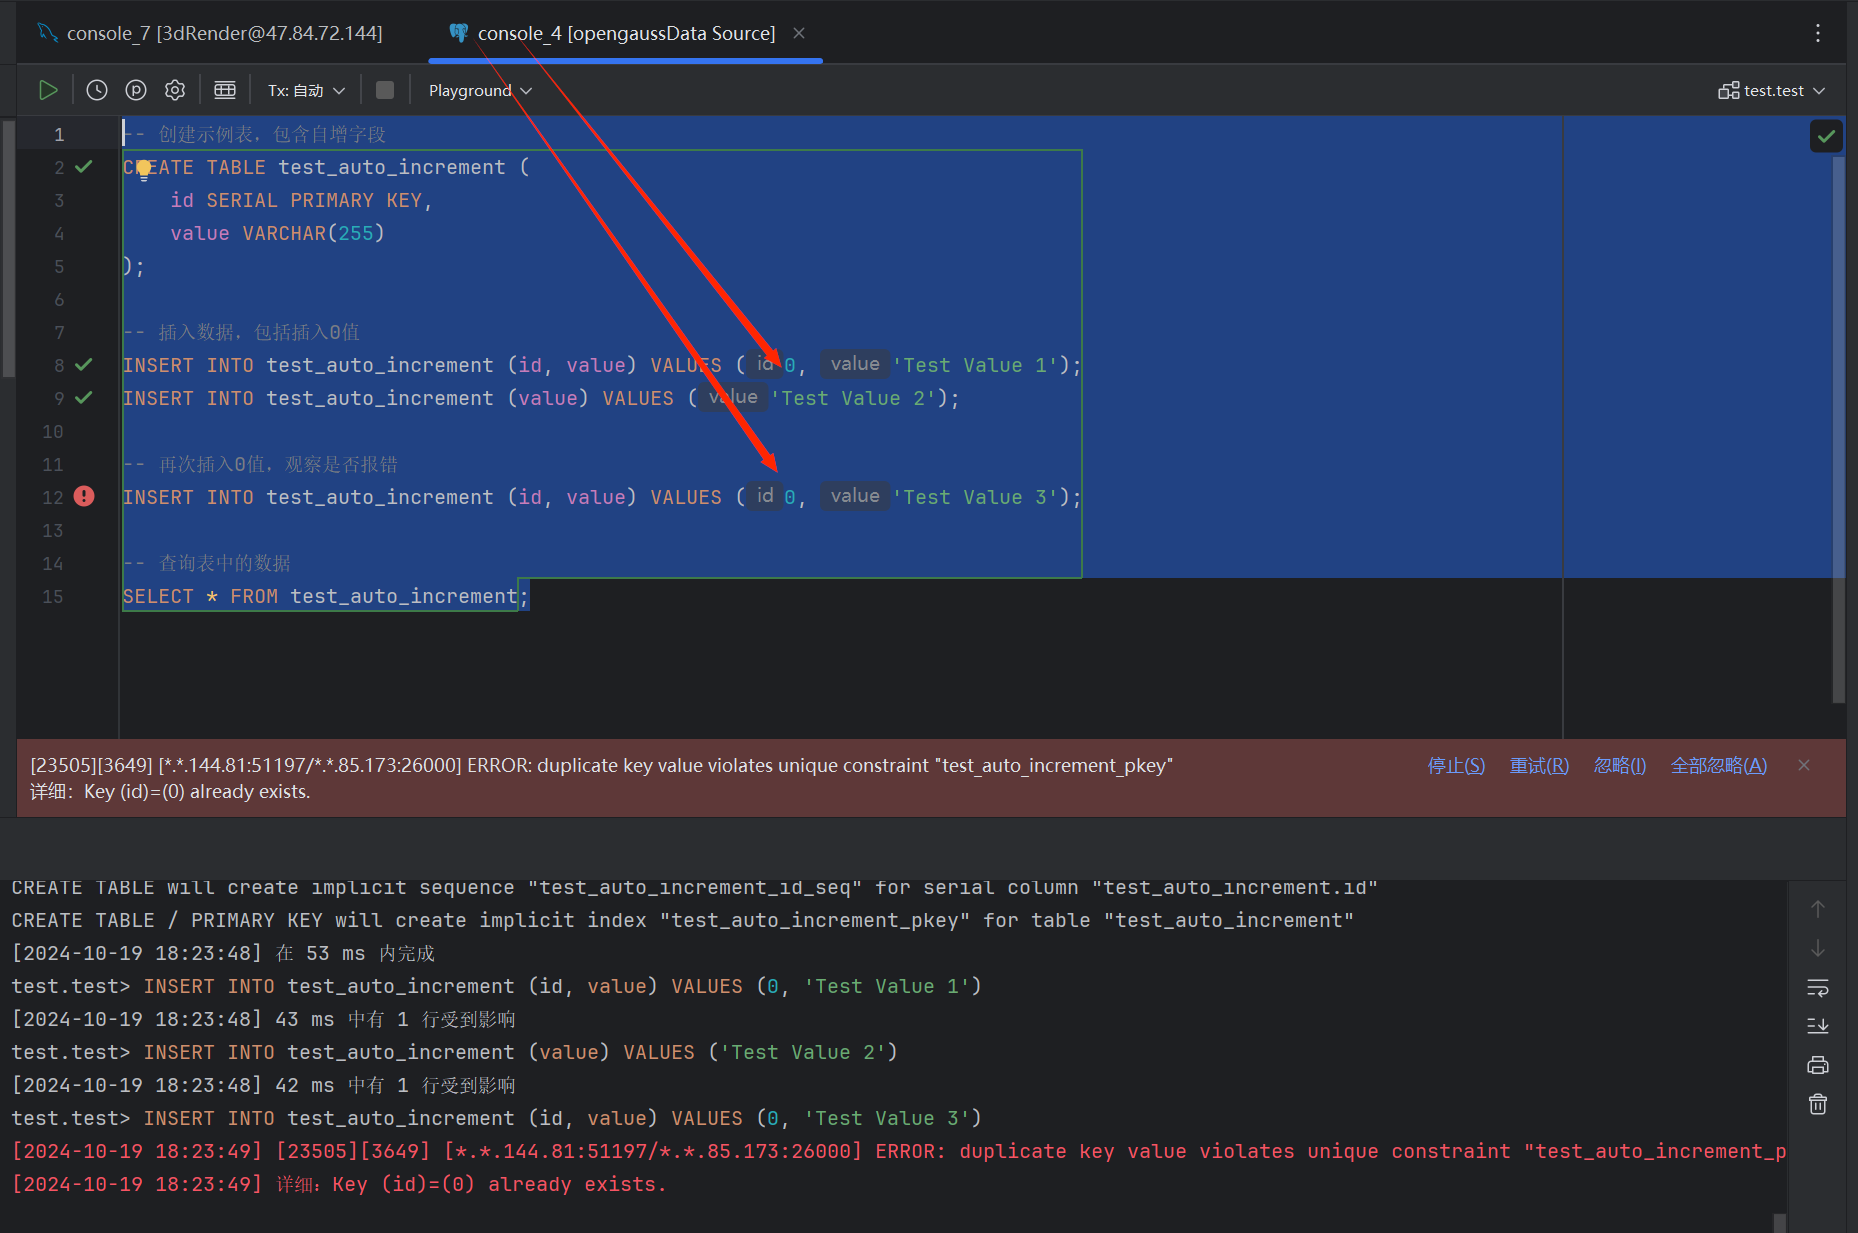 console_7 [3dRender@47.84.72.144]
console_4 [opengaussData Source]
Tx: 自动
Playground
test.test
1 -- 创建示例表，包含自增字段
2 CREATE TABLE test_auto_increment (
3 id SERIAL PRIMARY KEY,
4 value VARCHAR(255)
5 );
6
7 -- 插入数据，包括插入0值
8 INSERT INTO test_auto_increment (id, value) VALUES ( id 0, value 'Test Value 1');
9 INSERT INTO test_auto_increment (value) VALUES ( value 'Test Value 2');
10
11 -- 再次插入0值，观察是否报错
12 INSERT INTO test_auto_increment (id, value) VALUES ( id 0, value 'Test Value 3');
13
14 -- 查询表中的数据
15 SELECT * FROM test_auto_increment;
[23505][3649] [*.*.144.81:51197/*.*.85.173:26000] ERROR: duplicate key value violates unique constraint "test_auto_increment_pkey"
停止(S) 重试(R) 忽略(I) 全部忽略(A)
详细：Key (id)=(0) already exists.
CREATE TABLE will create implicit sequence "test_auto_increment_id_seq" for serial column "test_auto_increment.id"
CREATE TABLE / PRIMARY KEY will create implicit index "test_auto_increment_pkey" for table "test_auto_increment"
[2024-10-19 18:23:48] 在 53 ms 内完成
test.test> INSERT INTO test_auto_increment (id, value) VALUES (0, 'Test Value 1')
[2024-10-19 18:23:48] 43 ms 中有 1 行受到影响
test.test> INSERT INTO test_auto_increment (value) VALUES ('Test Value 2')
[2024-10-19 18:23:48] 42 ms 中有 1 行受到影响
test.test> INSERT INTO test_auto_increment (id, value) VALUES (0, 'Test Value 3')
[2024-10-19 18:23:49] [23505][3649] [*.*.144.81:51197/*.*.85.173:26000] ERROR: duplicate key value violates unique constraint "test_auto_increment_p
[2024-10-19 18:23:49] 详细：Key (id)=(0) already exists.